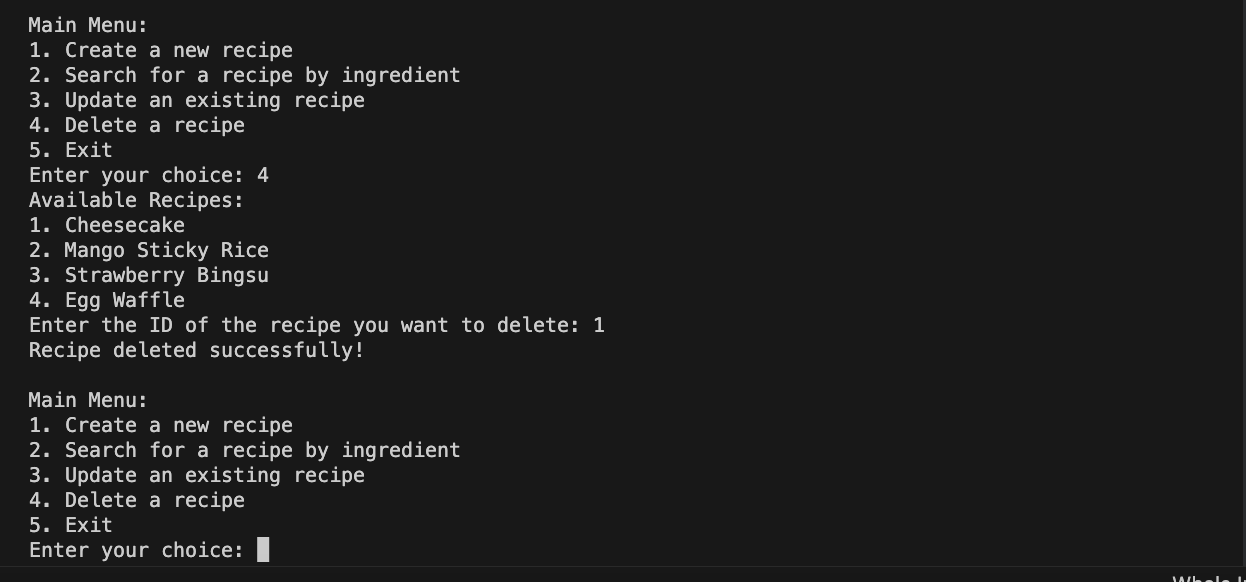 Main Menu:
1. Create a new recipe
2. Search for a recipe by ingredient
3. Update an existing recipe
4. Delete a recipe
5. Exit
Enter your choice: 4
Available Recipes:
1. Cheesecake
2. Mango Sticky Rice
3. Strawberry Bingsu
4. Egg Waffle
Enter the ID of the recipe you want to delete: 1
Recipe deleted successfully!

Main Menu:
1. Create a new recipe
2. Search for a recipe by ingredient
3. Update an existing recipe
4. Delete a recipe
5. Exit
Enter your choice: